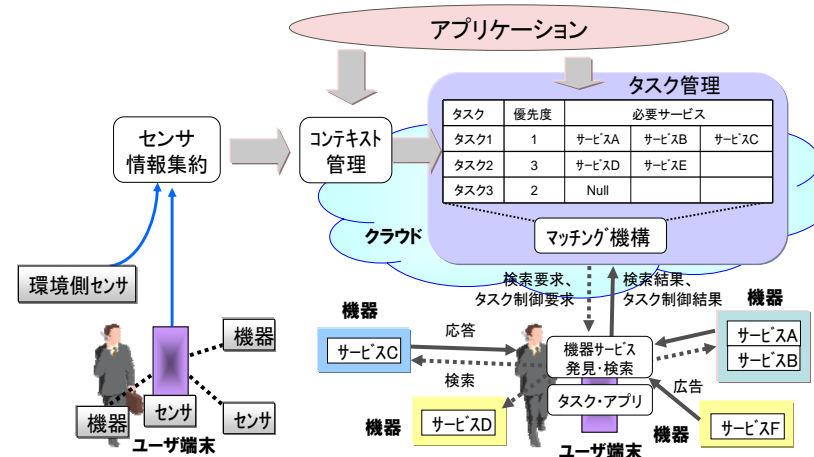 アプリケーション
タスク管理
タスク 優先度 必要サービス
タスク1 1 サービスA サービスB サービスC
タスク2 3 サービスD サービスE
タスク3 2 Null
センサ
情報集約
コンテキスト
管理
クラウド
マッチング機構
環境側センサ
検索要求、
タスク制御要求
検索結果、
タスク制御結果
機器
機器
センサ
センサ
ユーザ端末
機器
サービスC
応答
検索
機器サービス
発見・検索
タスク・アプリ
機器
サービスA
サービスB
広告
機器
サービスD
ユーザ端末
機器
サービスF